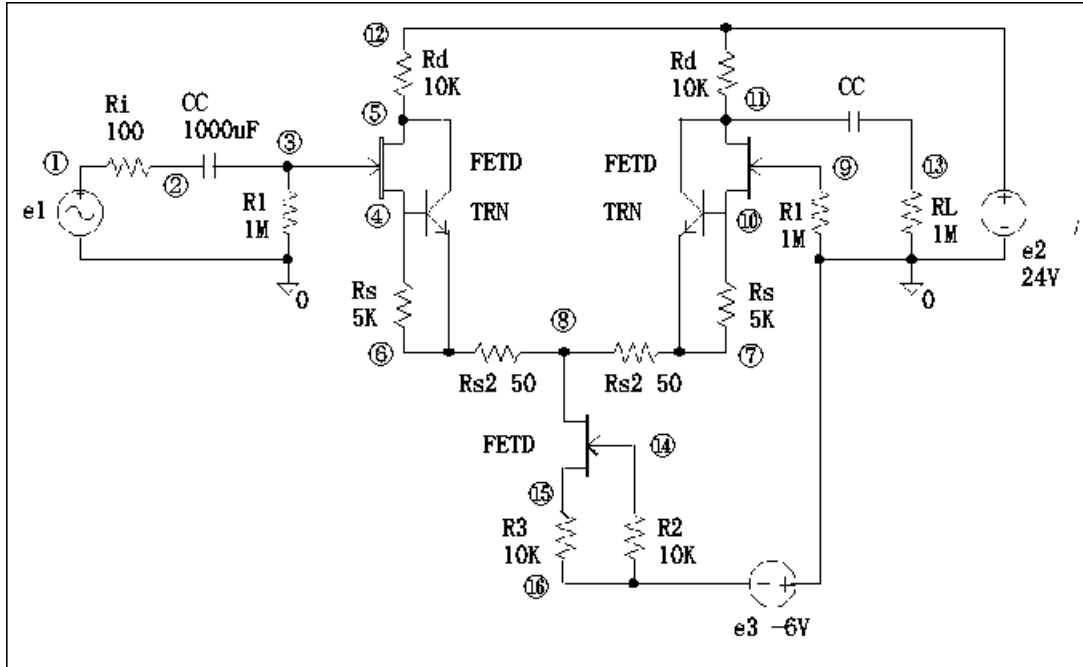 ⑫
Rd
10K
Rd
10K
⑪
CC
Ri
100
CC
1000uF
③
⑤
①
②
FETD
FETD
⑨
⑬
e1
R1
1M
④
TRN
TRN
⑩
R1
1M
RL
1M
e2
24V
0
0
Rs
5K
⑧
Rs
5K
⑥
⑦
Rs2 50
Rs2 50
FETD
⑭
⑮
R3
10K
R2
10K
⑯
e3 -6V